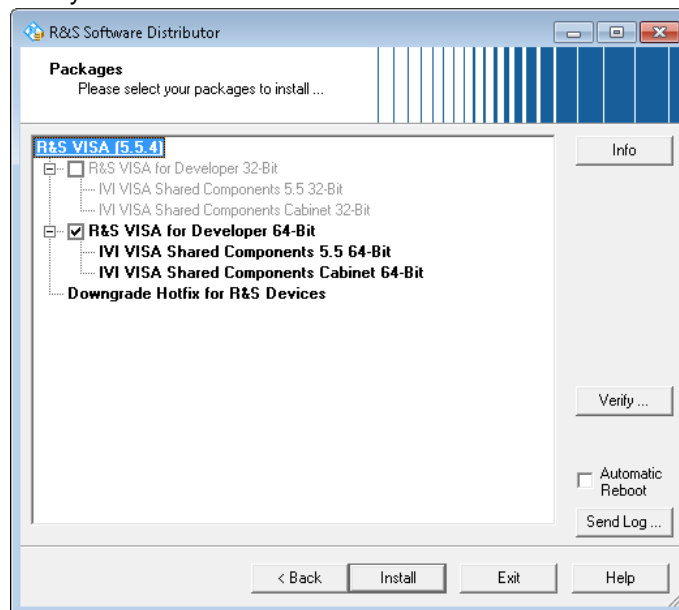 R&S Software Distributor
Packages
Please select your packages to install ...
R&S VISA (5.5.4)
R&S VISA for Developer 32-Bit
IVI VISA Shared Components 5.5 32-Bit
IVI VISA Shared Components Cabinet 32-Bit
R&S VISA for Developer 64-Bit
IVI VISA Shared Components 5.5 64-Bit
IVI VISA Shared Components Cabinet 64-Bit
Downgrade Hotfix for R&S Devices
Info
Verify ...
Automatic
Reboot
Send Log ...
< Back
Install
Exit
Help